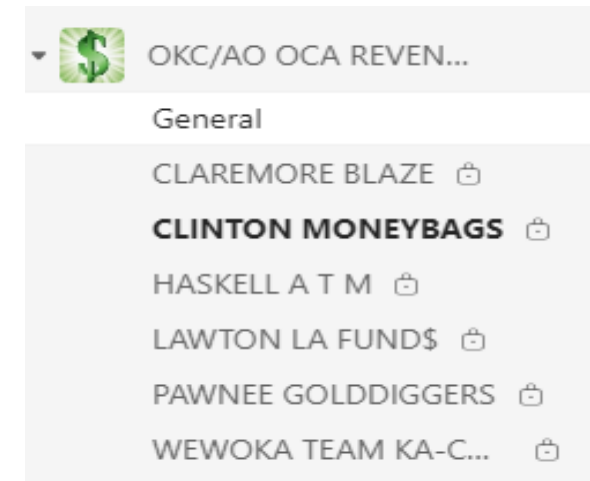 OKC/AO OCA REVEN...
General
CLAREMORE BLAZE
CLINTON MONEYBAGS
HASKELL A T M
LAWTON LA FUND$
PAWNEE GOLDDIGGERS
WEWOKA TEAM KA-C...